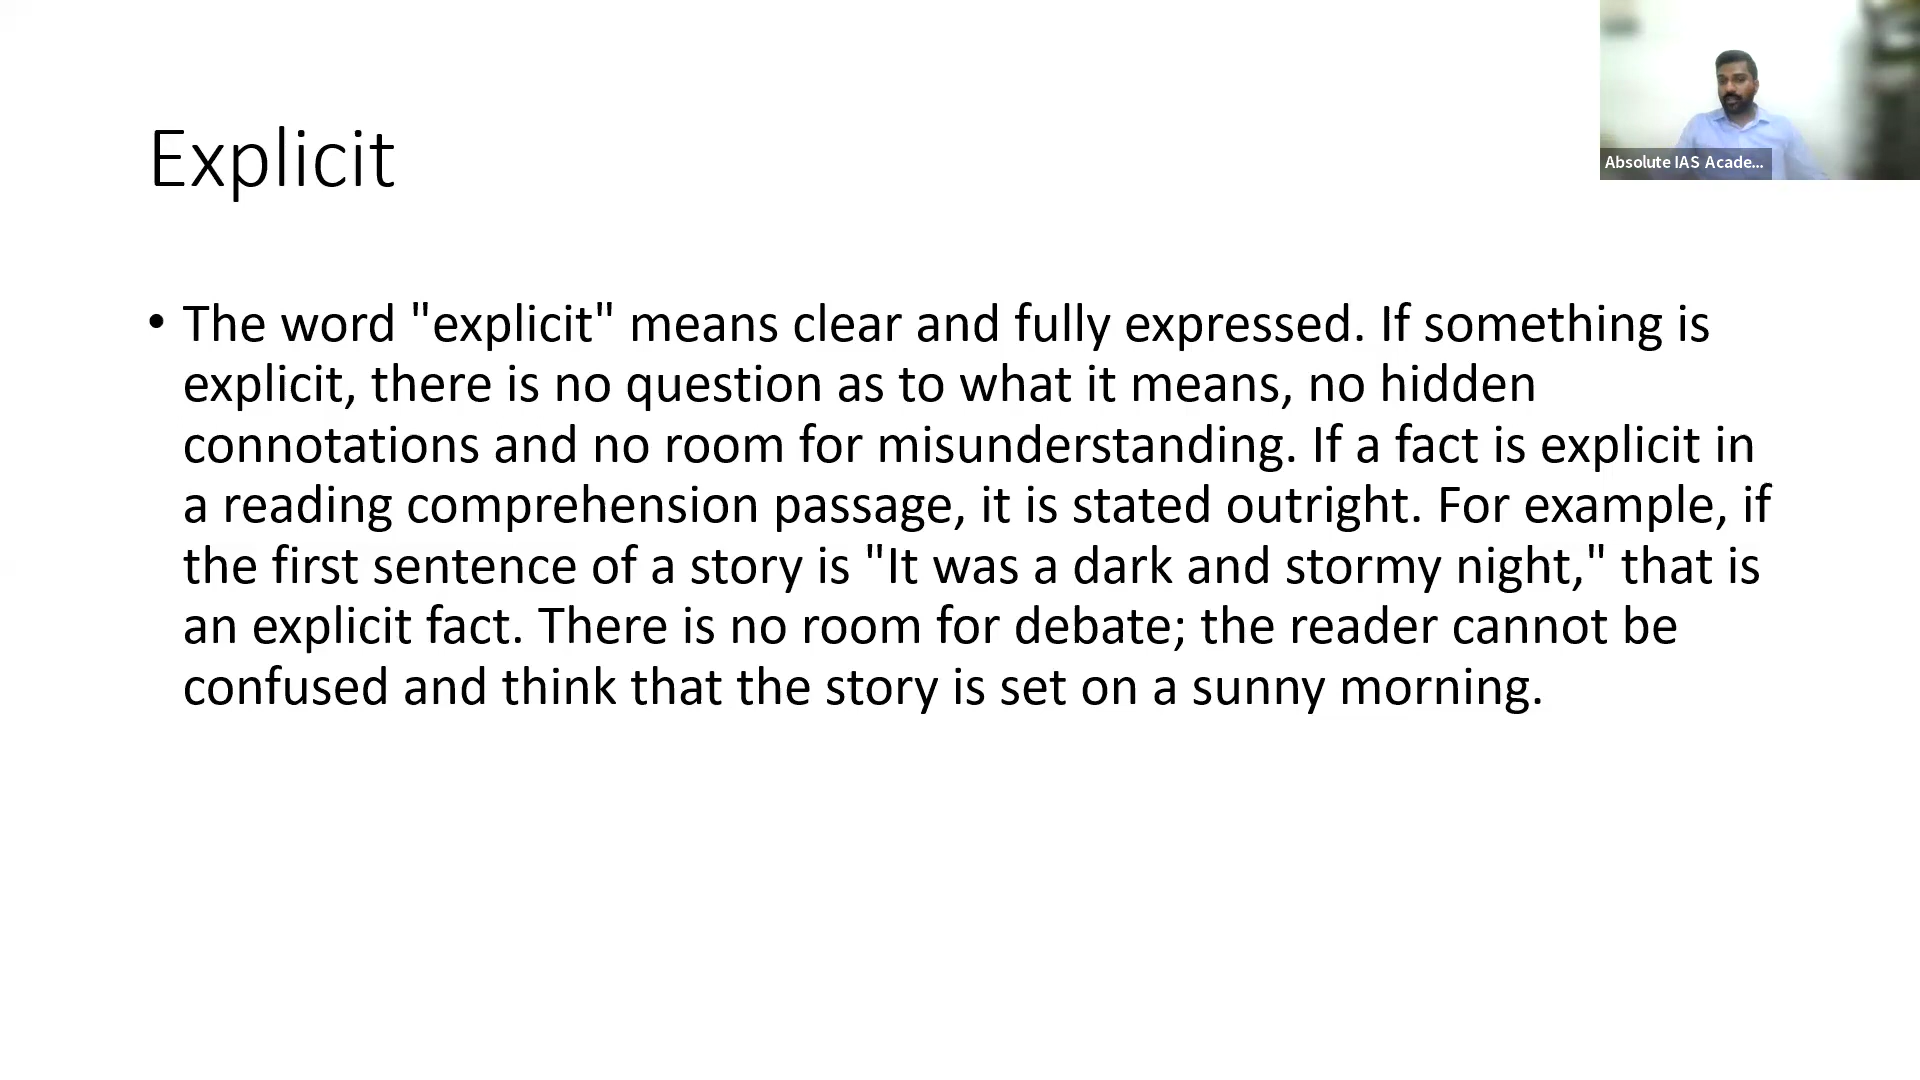 Explicit
Absolute IAS Acade...
• The word "explicit" means clear and fully expressed. If something is
explicit, there is no question as to what it means, no hidden
connotations and no room for misunderstanding. If a fact is explicit in
a reading comprehension passage, it is stated outright. For example, if
the first sentence of a story is "It was a dark and stormy night," that is
an explicit fact. There is no room for debate; the reader cannot be
confused and think that the story is set on a sunny morning.